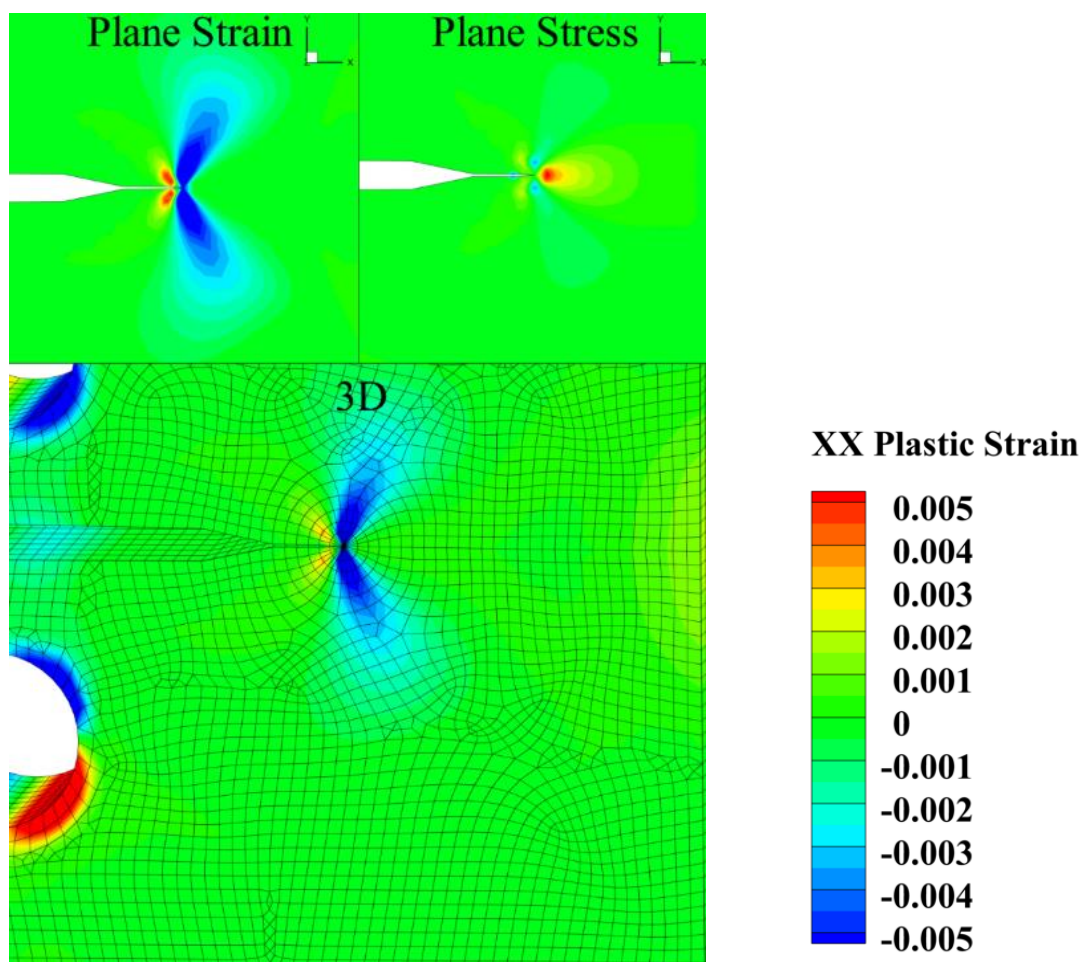 Plane Strain
Plane Stress
Y
X
Y
X
3D
XX Plastic Strain
0.005
0.004
0.003
0.002
0.001
0
-0.001
-0.002
-0.003
-0.004
-0.005